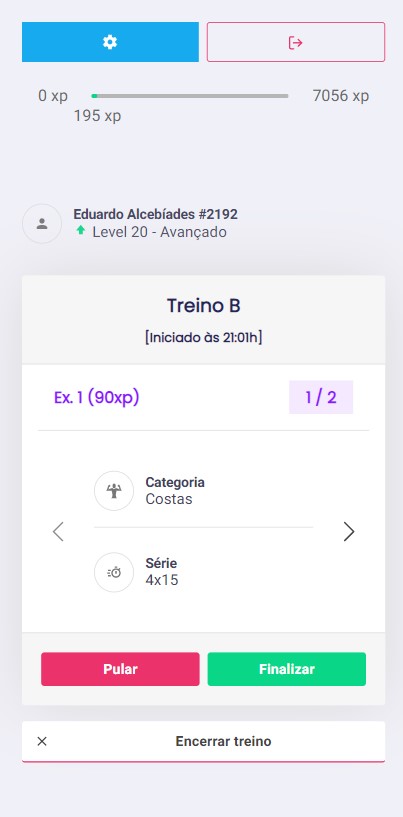 0 xp 7056 xp
195 xp
Eduardo Alcebíades #2192
Level 20 - Avançado
Treino B
[Iniciado às 21:01h]
Ex. 1 (90xp) 1 / 2
Categoria
Costas
Série
4x15
Pular Finalizar
Encerrar treino